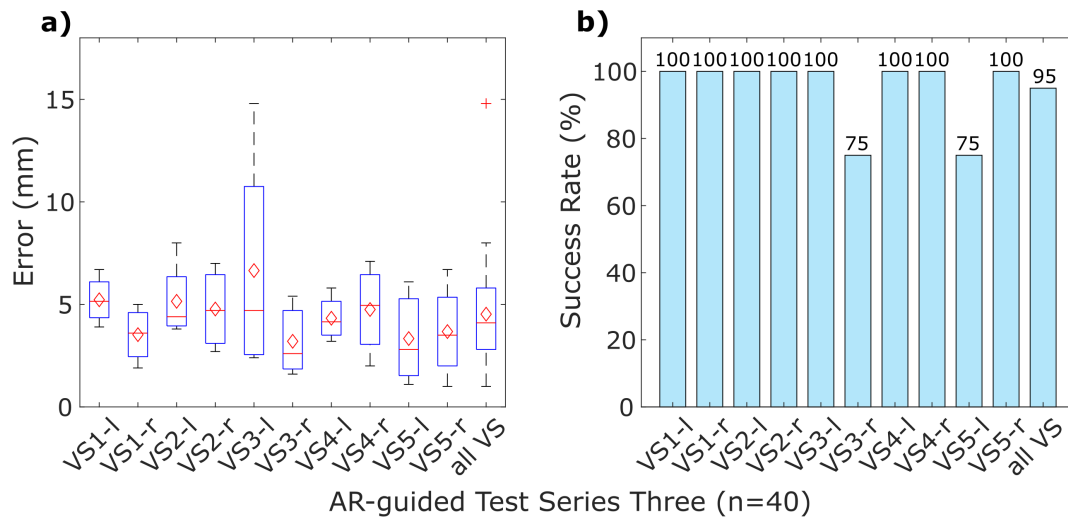 a)
Error (mm)
15
10
5
0
VS1-l
VS1-r
VS2-l
VS2-r
VS3-l
VS3-r
VS4-l
VS4-r
VS5-l
VS5-r
all VS
b)
Success Rate (%)
100
80
60
40
20
0
100
100
100
100
100
75
100
100
75
100
95
VS1-l
VS1-r
VS2-l
VS2-r
VS3-l
VS3-r
VS4-l
VS4-r
VS5-l
VS5-r
all VS
AR-guided Test Series Three (n=40)